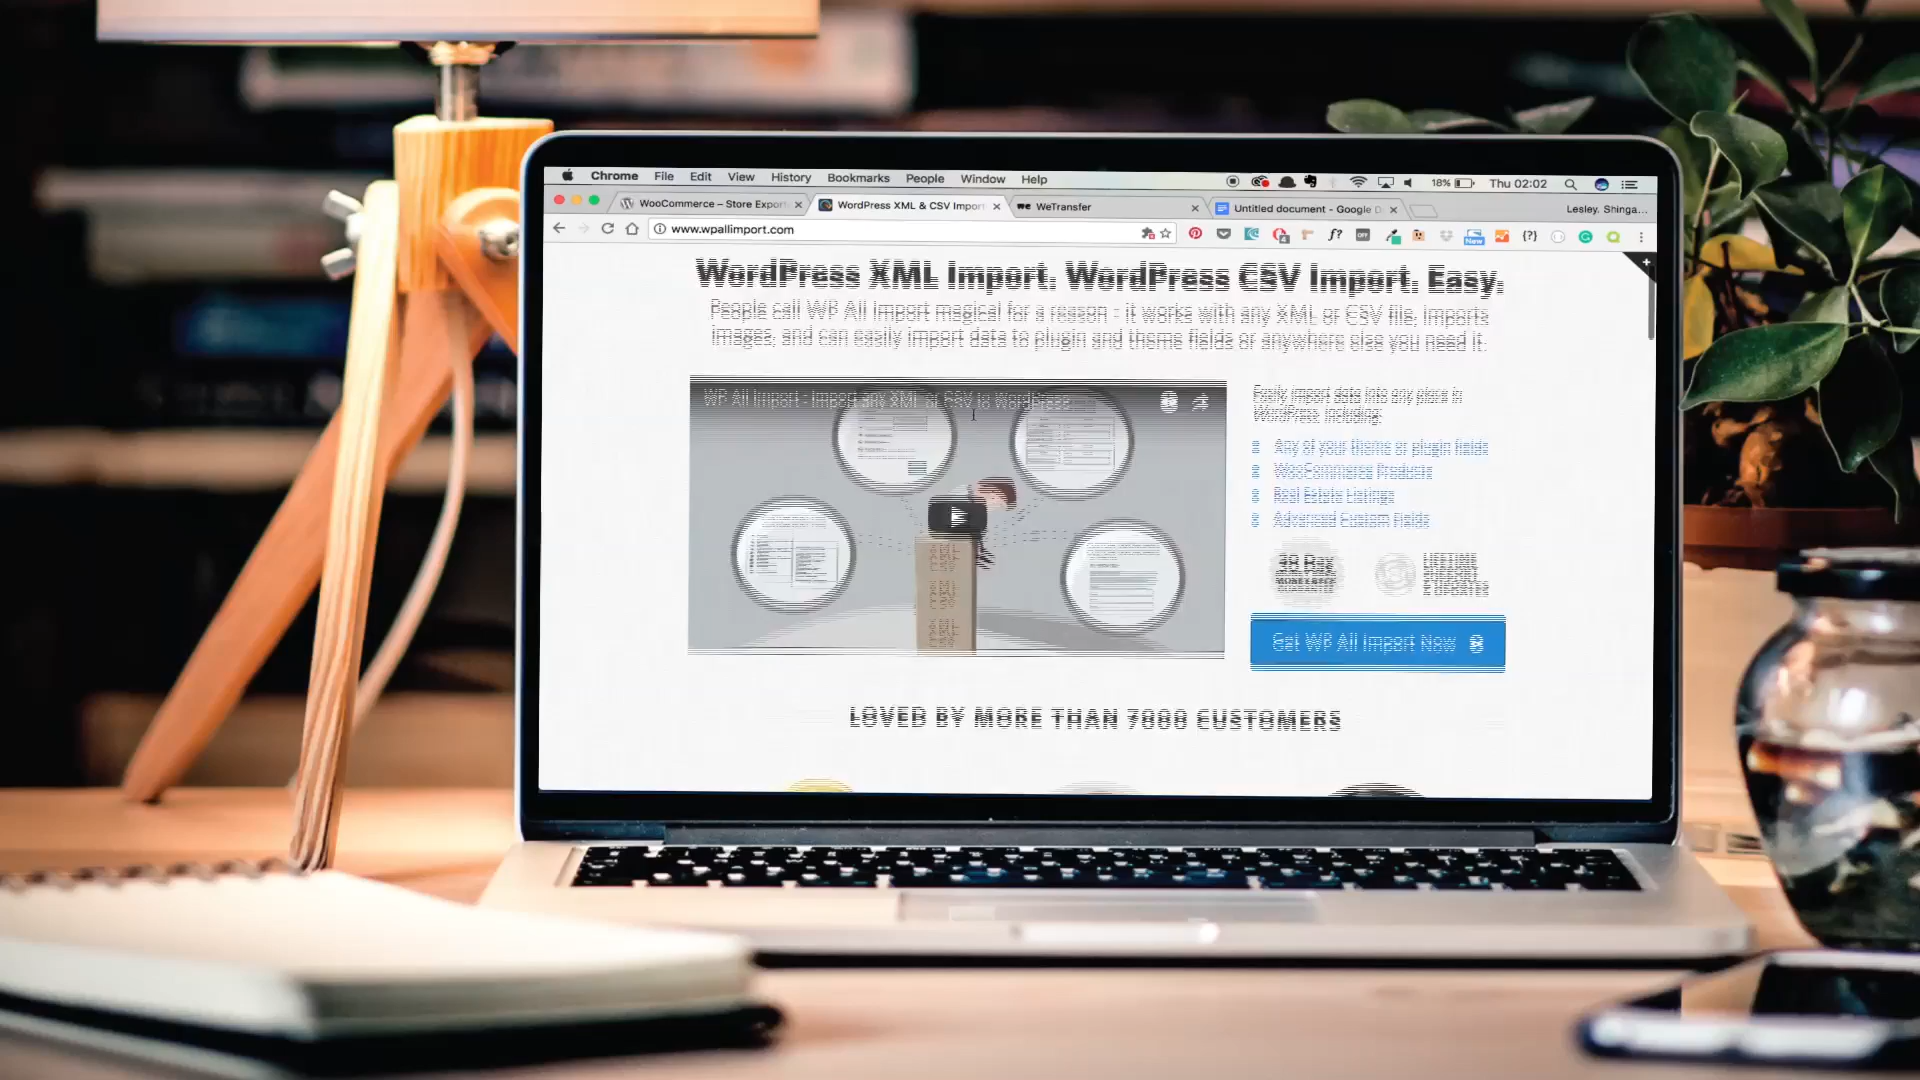 Chrome File Edit View History Bookmarks People Window Help 18% Thu 02:02
WooCommerce – Store Export WordPress XML & CSV Import WeTransfer Untitled document - Google D Lesley. Shinga...
www.wpallimport.com
WordPress XML Import. WordPress CSV Import. Easy.
People call WP All Import magical for a reason - it works with any XML or CSV file, imports
images, and can easily import data to plugin and theme fields or anywhere else you need it.
WP All Import - Import any XML or CSV to WordPress
Easily import data into any place in
WordPress, including:
Any of your theme or plugin fields
WooCommerce Products
Real Estate Listings
Advanced Custom Fields
LIFETIME
SUPPORT
& UPDATES
Get WP All Import Now
LOVED BY MORE THAN 7000 CUSTOMERS